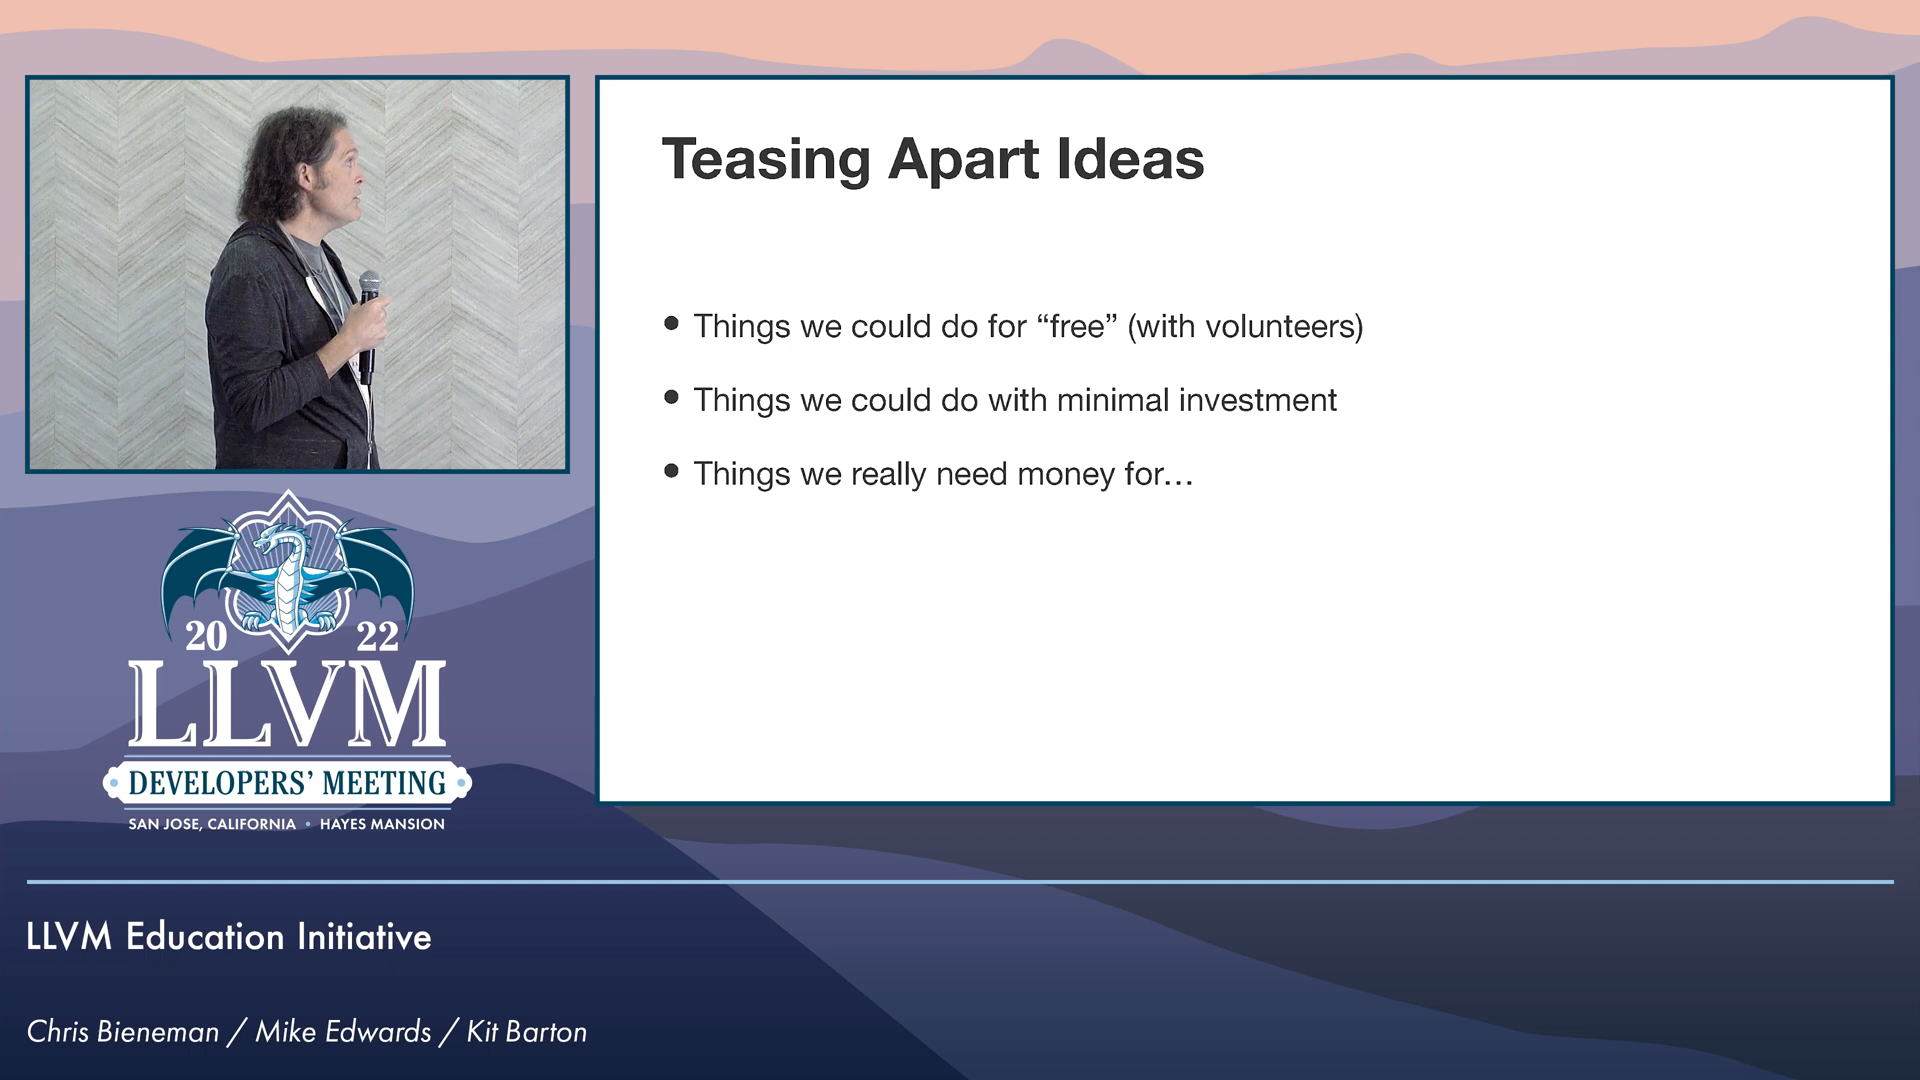 Teasing Apart Ideas
• Things we could do for “free” (with volunteers)
• Things we could do with minimal investment
• Things we really need money for…
20 22
LLVM
DEVELOPERS’ MEETING
SAN JOSE, CALIFORNIA • HAYES MANSION
LLVM Education Initiative
Chris Bieneman / Mike Edwards / Kit Barton